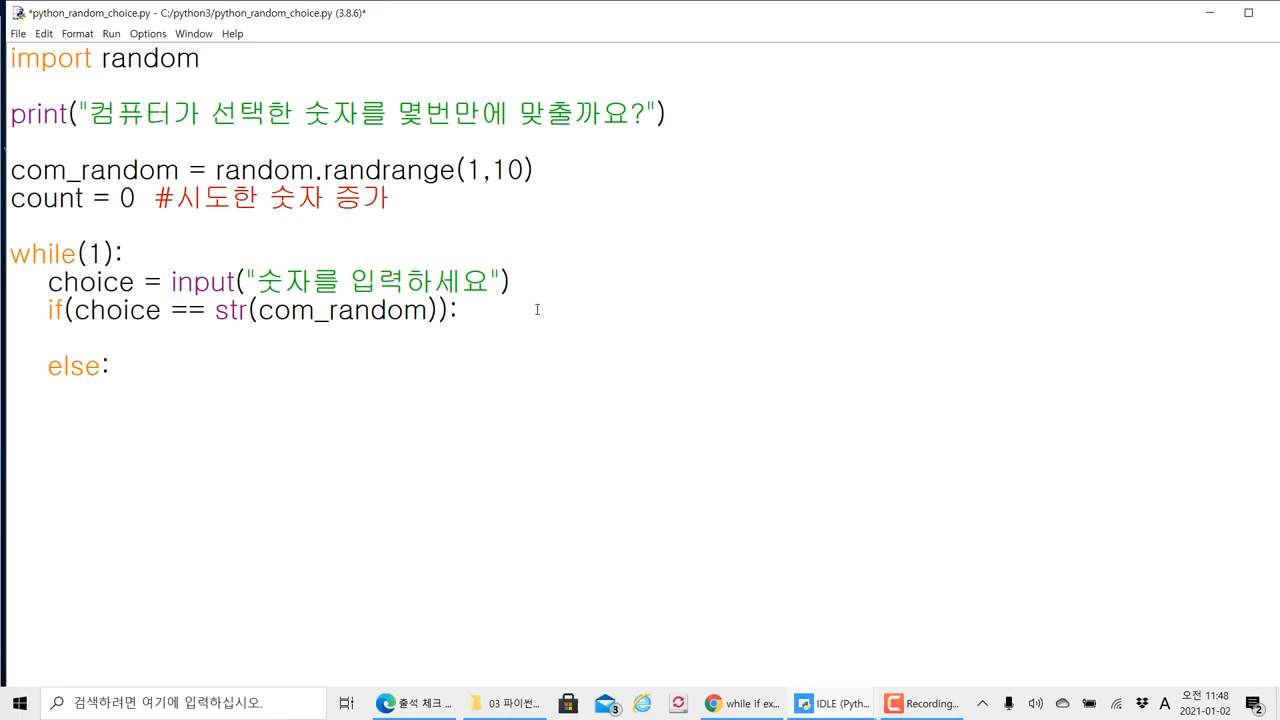 *python_random_choice.py - C:/python3/python_random_choice.py (3.8.6)*
File Edit Format Run Options Window Help
import random
print("컴퓨터가 선택한 숫자를 몇번만에 맞출까요?")
com_random = random.randrange(1,10)
count = 0 #시도한 숫자 증가
while(1):
choice = input("숫자를 입력하세요")
if(choice == str(com_random)):
else:
검색하려면 여기에 입력하십시오.
출석 체크 ...
03 파이썬...
3
while if ex...
IDLE (Pyth...
Recording...
A
오전 11:48
2021-01-02
2